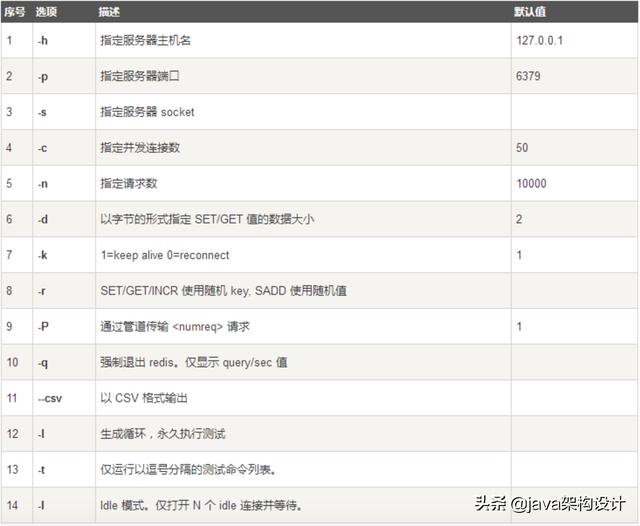 序号 选项 描述 默认值
1 -h 指定服务器主机名 127.0.0.1
2 -p 指定服务器端口 6379
3 -s 指定服务器 socket
4 -c 指定并发连接数 50
5 -n 指定请求数 10000
6 -d 以字节的形式指定 SET/GET 值的数据大小 2
7 -k 1=keep alive 0=reconnect 1
8 -r SET/GET/INCR 使用随机 key, SADD 使用随机值
9 -P 通过管道传输 <numreq> 请求 1
10 -q 强制退出 redis。仅显示 query/sec 值
11 --csv 以 CSV 格式输出
12 -l 生成循环，永久执行测试
13 -t 仅运行以逗号分隔的测试命令列表。
14 -I Idle 模式。仅打开 N 个 idle 连接并等待。
头条 @java架构设计